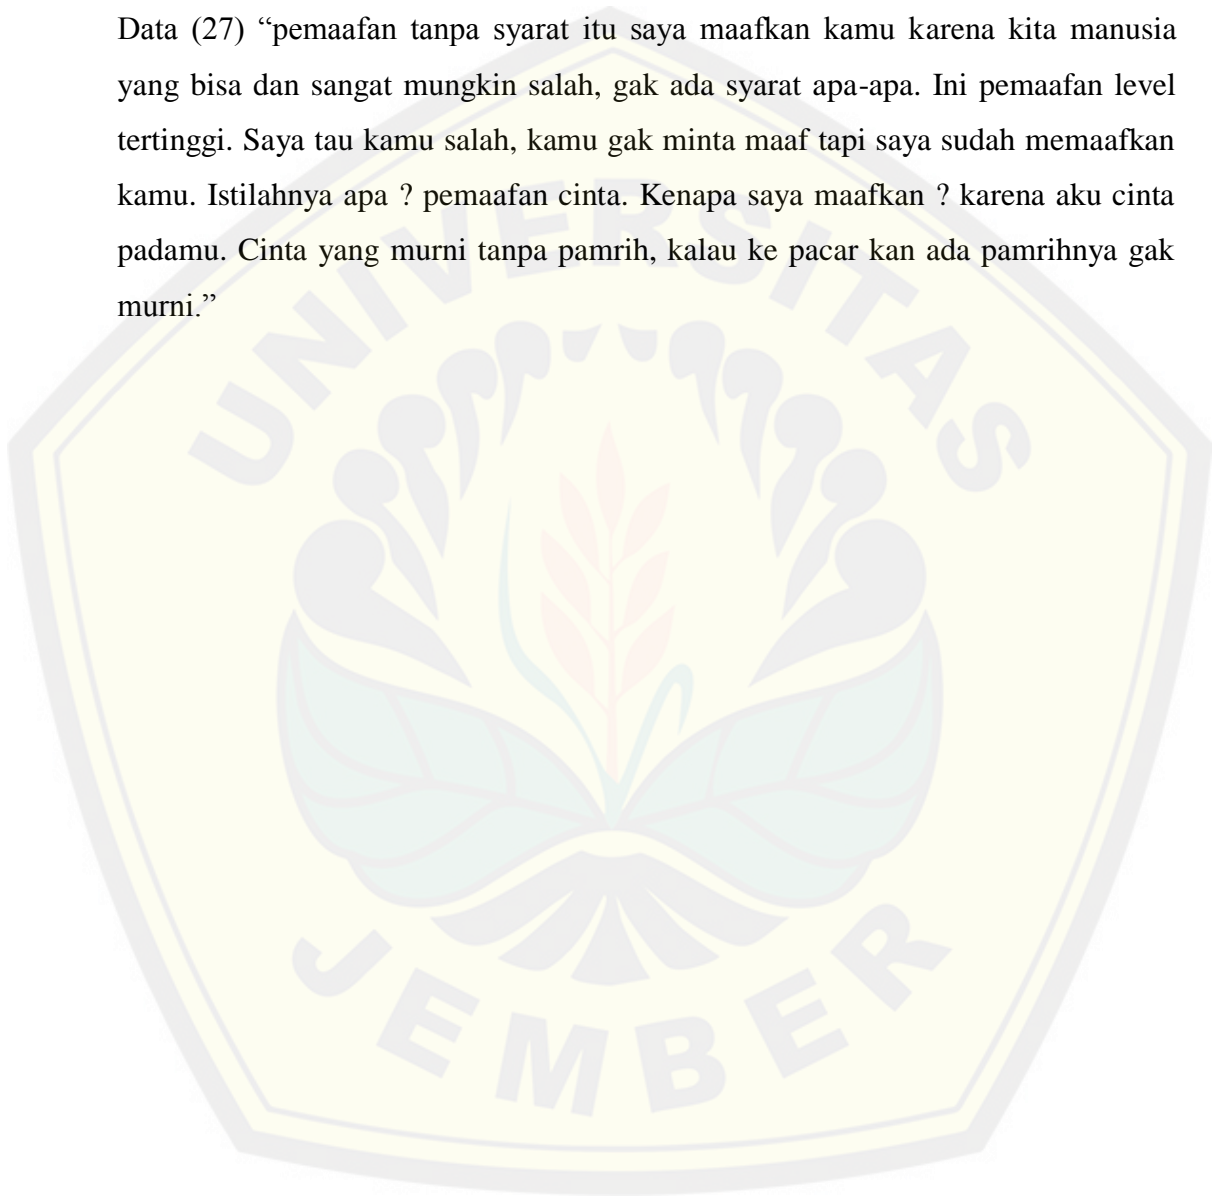 Data (27) “pemaafan tanpa syarat itu saya maafkan kamu karena kita manusia
yang bisa dan sangat mungkin salah, gak ada syarat apa-apa. Ini pemaafan level
tertinggi. Saya tau kamu salah, kamu gak minta maaf tapi saya sudah memaafkan
kamu. Istilahnya apa ? pemaafan cinta. Kenapa saya maafkan ? karena aku cinta
padamu. Cinta yang murni tanpa pamrih, kalau ke pacar kan ada pamrihnya gak
murni.”
UNIVERSITAS
JEMBER